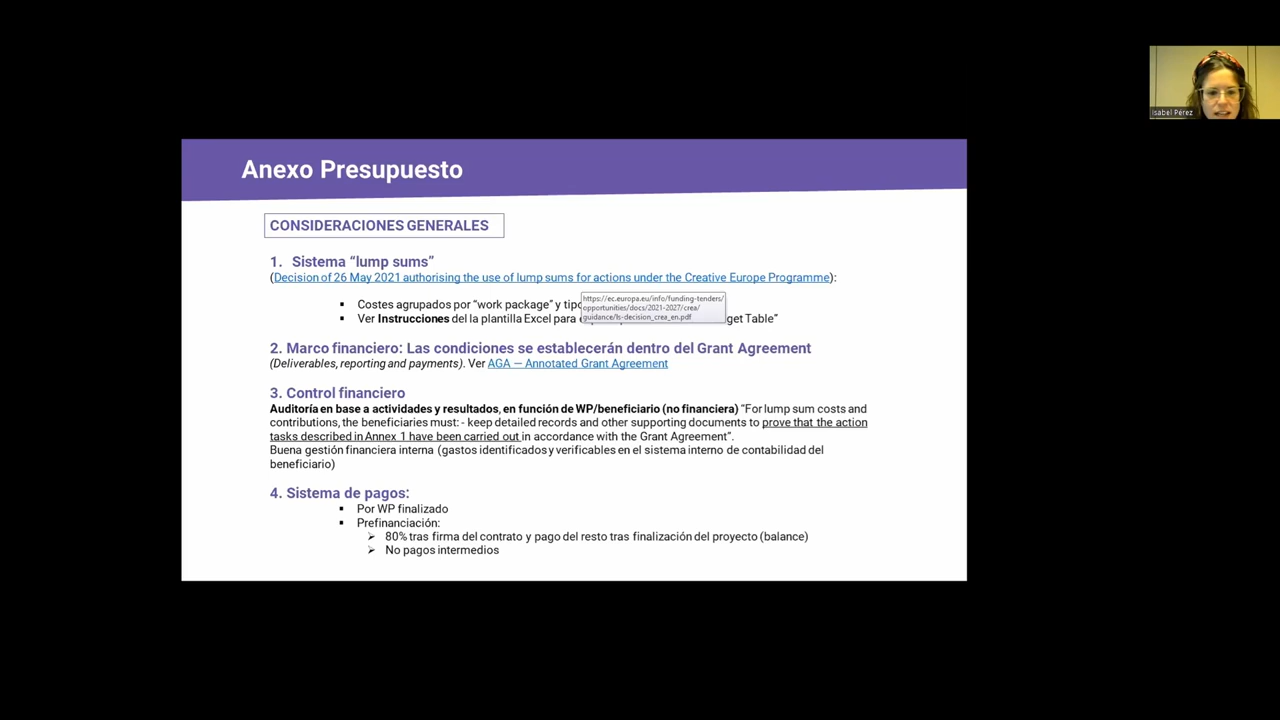 Anexo Presupuesto
Isabel Pérez
CONSIDERACIONES GENERALES
1. Sistema “lump sums”
(Decision of 26 May 2021 authorising the use of lump sums for actions under the Creative Europe Programme):
▪ Costes agrupados por “work package” y tipo
https://ec.europa.eu/info/funding-tenders/
opportunities/docs/2021-2027/crea/
guidance/ls-decision_crea_en.pdf
▪ Ver Instrucciones del la plantilla Excel para get Table”
2. Marco financiero: Las condiciones se establecerán dentro del Grant Agreement
(Deliverables, reporting and payments). Ver AGA — Annotated Grant Agreement
3. Control financiero
Auditoría en base a actividades y resultados, en función de WP/beneficiario (no financiera) “For lump sum costs and
contributions, the beneficiaries must: - keep detailed records and other supporting documents to prove that the action
tasks described in Annex 1 have been carried out in accordance with the Grant Agreement”.
Buena gestión financiera interna (gastos identificados y verificables en el sistema interno de contabilidad del
beneficiario)
4. Sistema de pagos:
▪ Por WP finalizado
▪ Prefinanciación:
➢ 80% tras firma del contrato y pago del resto tras finalización del proyecto (balance)
➢ No pagos intermedios